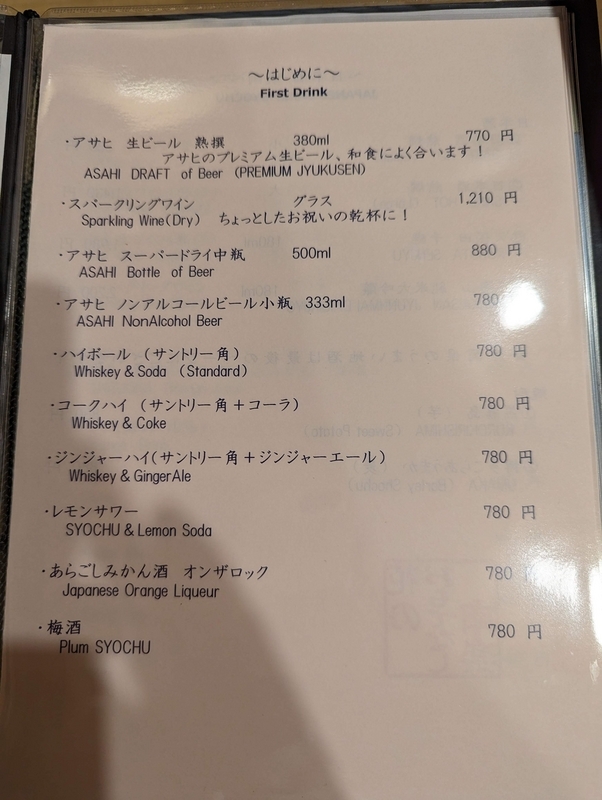 ～はじめに～
First Drink
・アサヒ 生ビール 熟撰 380ml 770 円
アサヒのプレミアム生ビール、和食によく合います！
ASAHI DRAFT of Beer （PREMIUM JYUKUSEN）
・スパークリングワイン グラス 1,210 円
Sparkling Wine（Dry） ちょっとしたお祝いの乾杯に！
・アサヒ スーパードライ中瓶 500ml 880 円
ASAHI Bottle of Beer
・アサヒ ノンアルコールビール小瓶 333ml 780
ASAHI NonAlcohol Beer
・ハイボール （サントリー角） 780 円
Whiskey & Soda （Standard）
・コークハイ （サントリー角＋コーラ） 780 円
Whiskey & Coke
・ジンジャーハイ（サントリー角＋ジンジャーエール） 780 円
Whiskey & GingerAle
・レモンサワー 780 円
SYOCHU & Lemon Soda
・あらごしみかん酒 オンザロック 780 円
Japanese Orange Liqueur
・梅酒 780 円
Plum SYOCHU